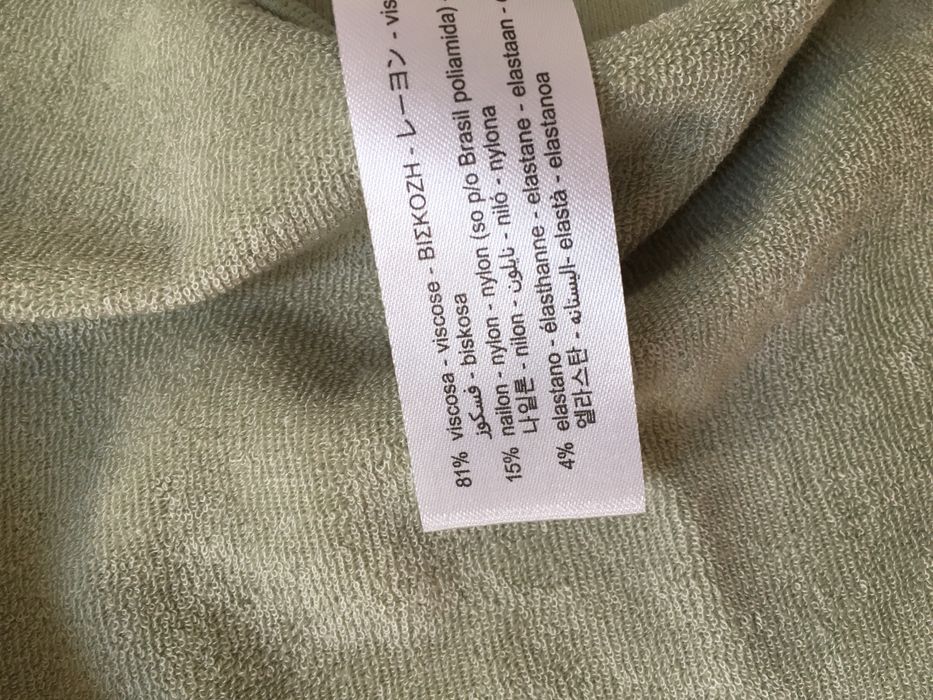 81% viscosa - viscose - ΒΙΣΚΟΖΗ - レーヨン - vis
فسكوز - biskosa
15% nailon - nylon - nylon (so p/o Brasil poliamida)
나일론 - nilon - نايلون - niló - nylona
4% elastano - élasthanne - elastane - elastaan -
엘라스탄 - اليستانه - elastà - elastanoa